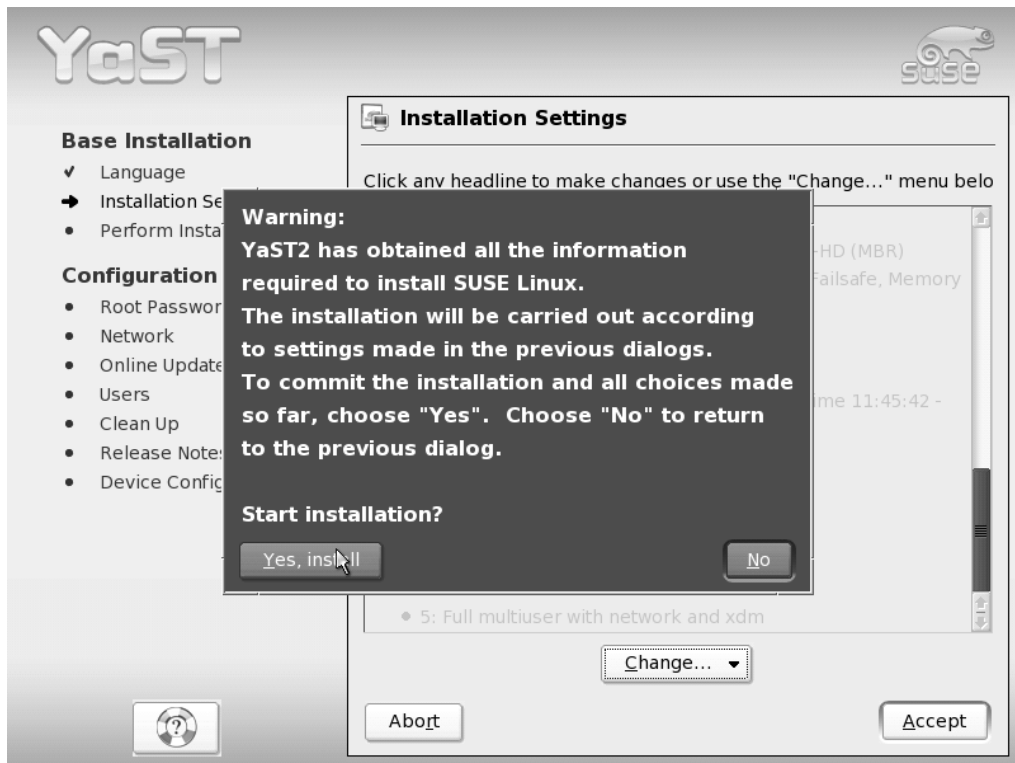 YaST
SUSE
Base Installation
Language
Installation Se
Perform Insta
Configuration
Root Passwor
Network
Online Update
Users
Clean Up
Release Note
Device Config
Installation Settings
Click any headline to make changes or use the "Change..." menu belo
-HD (MBR)
Failsafe, Memory
ime 11:45:42 -
Warning:
YaST2 has obtained all the information
required to install SUSE Linux.
The installation will be carried out according
to settings made in the previous dialogs.
To commit the installation and all choices made
so far, choose "Yes".  Choose "No" to return
to the previous dialog.
Start installation?
Yes, install
No
5: Full multiuser with network and xdm
Change...
Abort
Accept